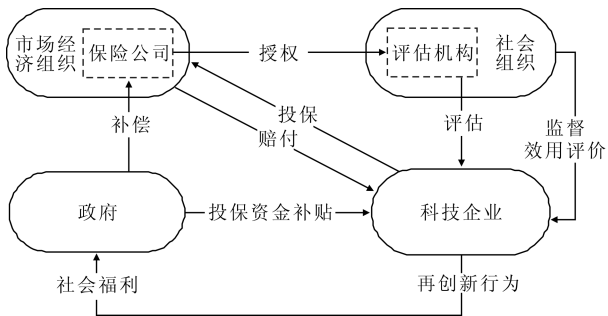 市场经
济组织
保险公司
授权
评估机构
社会
组织
补偿
投保
赔付
评估
监督
效用评价
政府
投保资金补贴
科技企业
社会福利
再创新行为